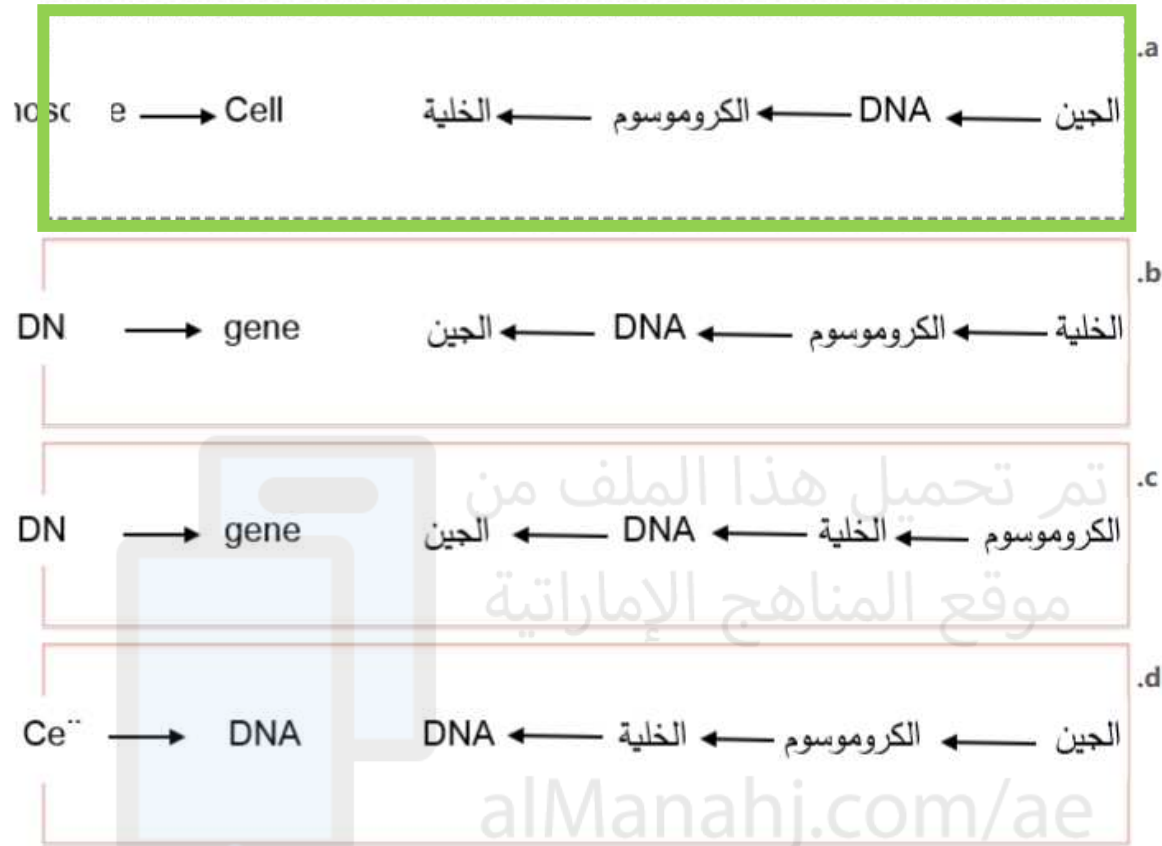 .a
الجين ← DNA ← الكروموسوم ← الخلية
e → Cell
.b
الخلية ← الكروموسوم ← DNA ← الجين
DN → gene
.c
الكروموسوم ← الخلية ← DNA ← الجين
DN → gene
.d
الجين ← الكروموسوم ← الخلية ← DNA
Ce → DNA
تم تحميل هذا الملف من
موقع المناهج الإماراتية
alManahj.com/ae